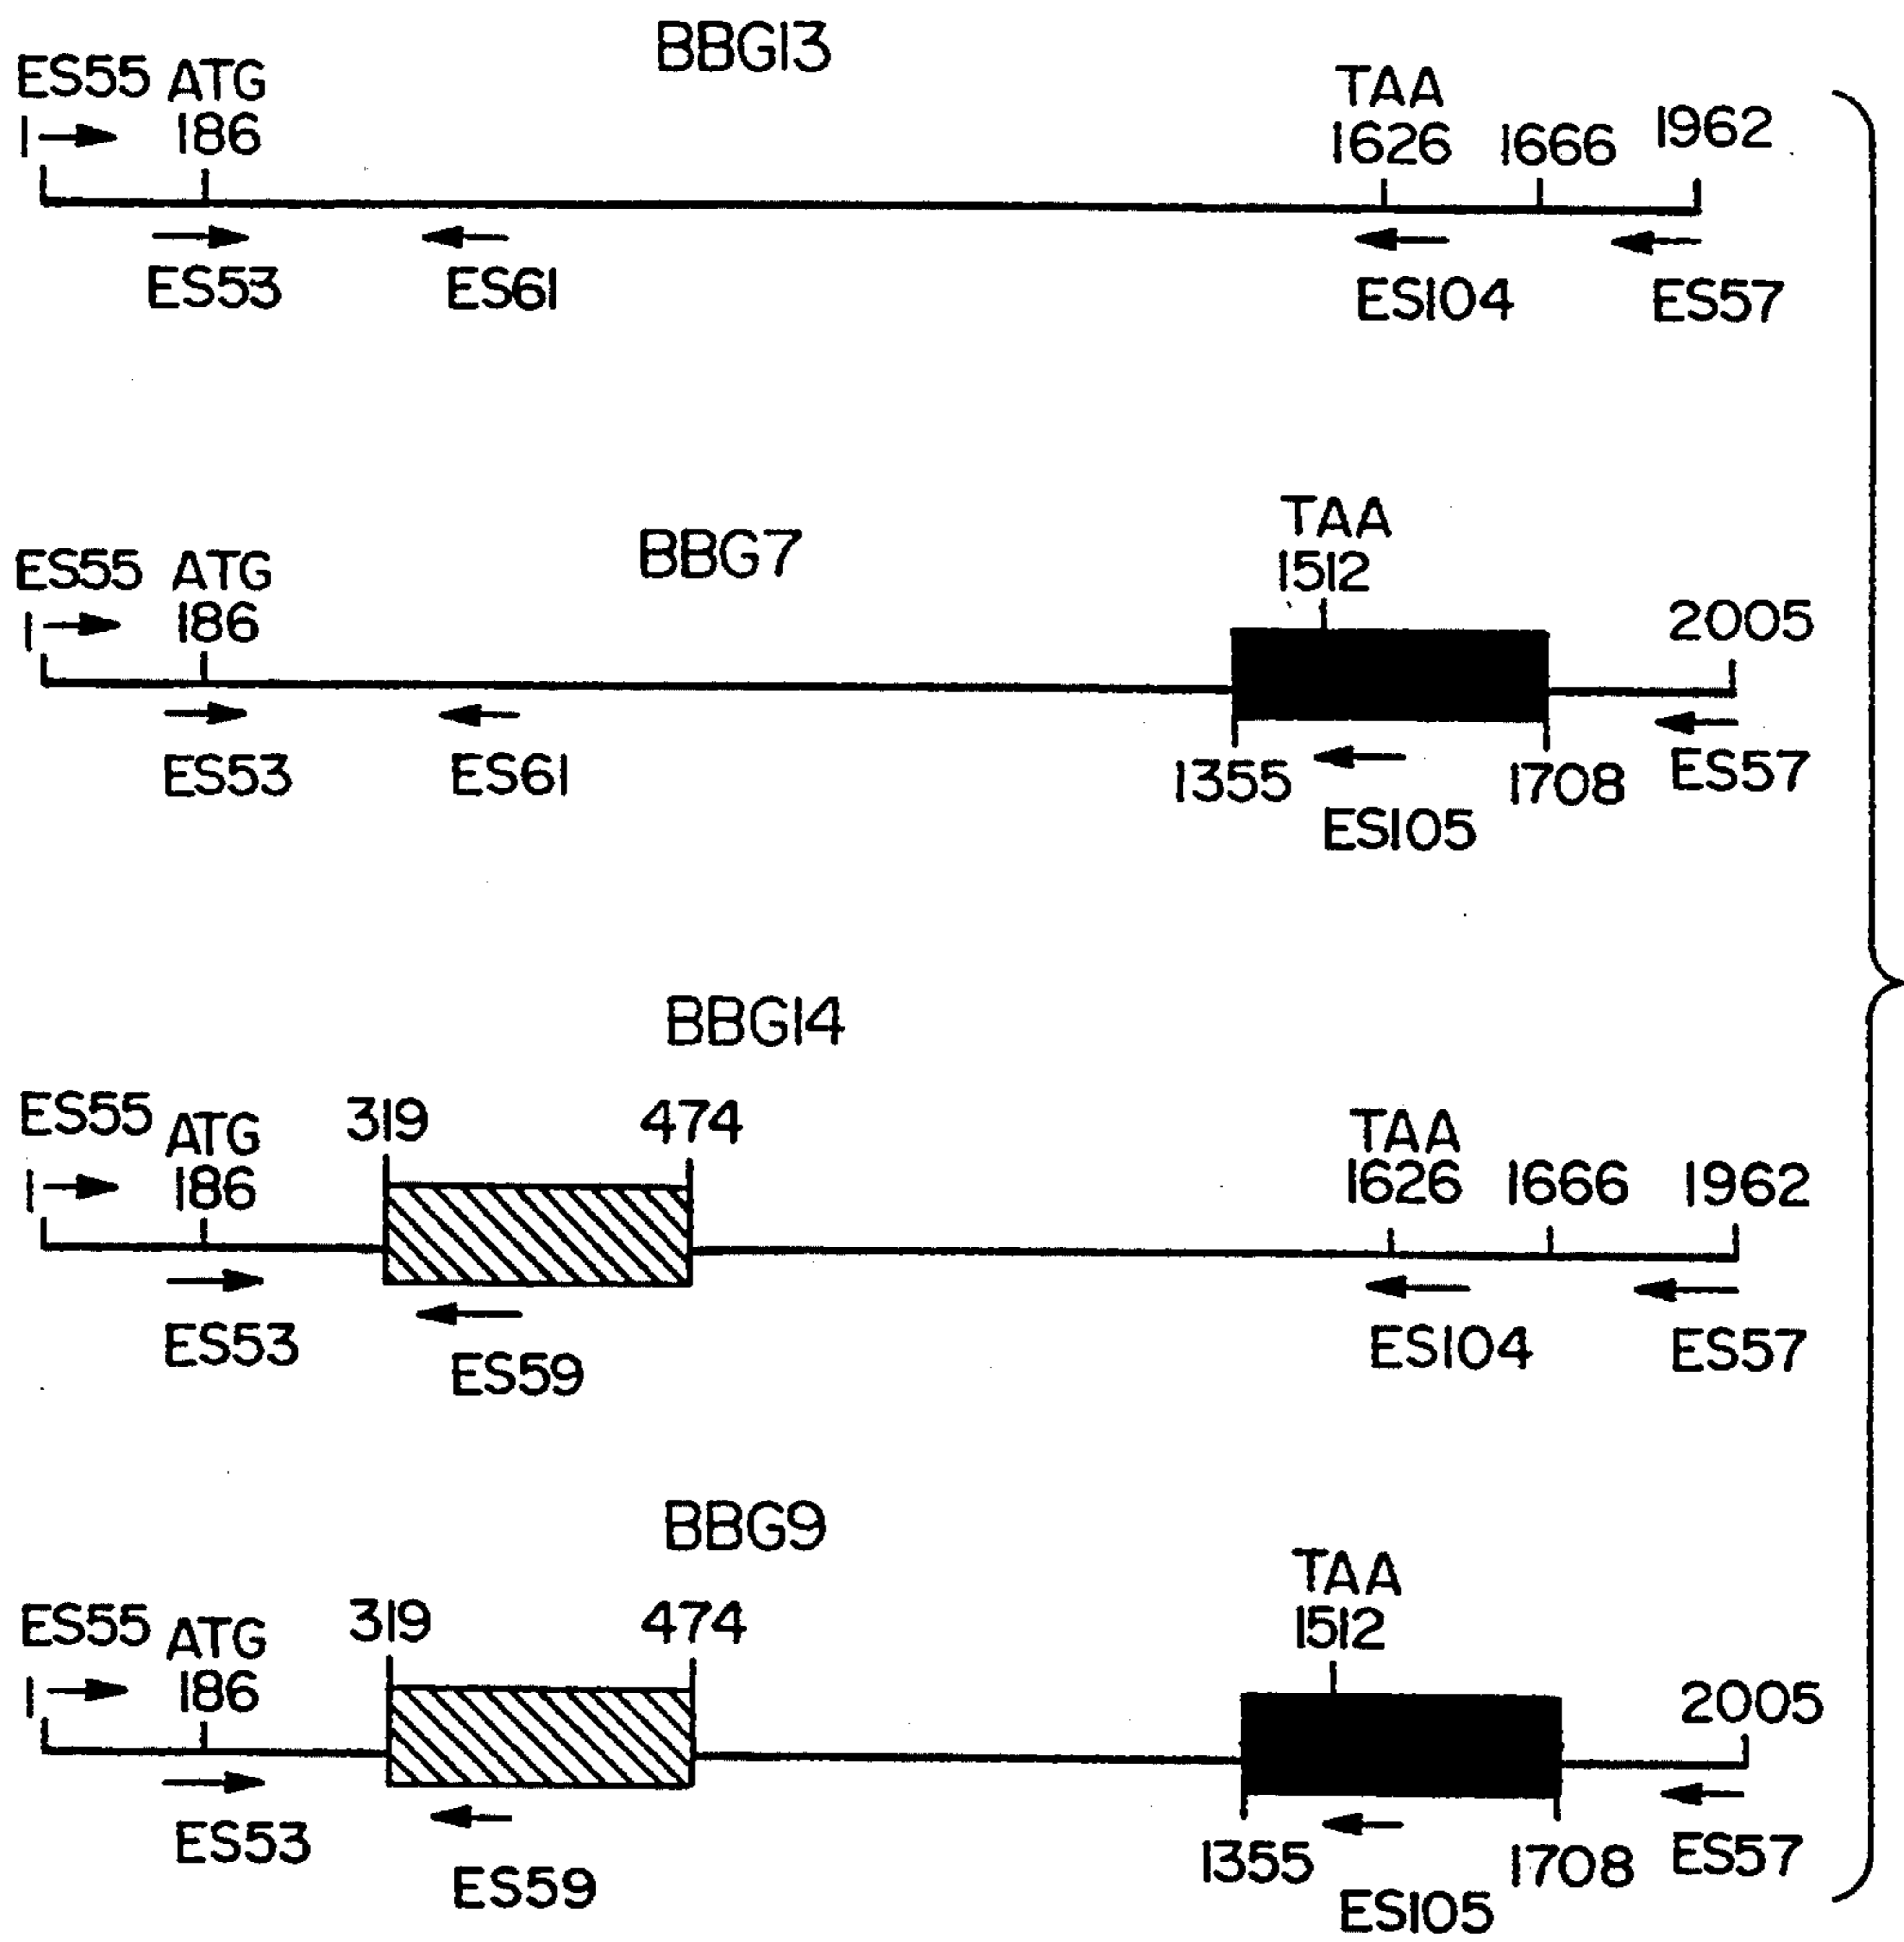 BBG13
ES55 ATG
1 186
TAA
1626 1666 1962
ES53 ES61 ES104 ES57
BBG7
ES55 ATG
1 186
TAA
1512
2005
ES53 ES61 1355 1708 ES57
ES105
BBG14
ES55 ATG
1 186
319 474
TAA
1626 1666 1962
ES53 ES59 ES104 ES57
BBG9
ES55 ATG
1 186
319 474
TAA
1512
2005
ES53 ES59 1355 1708 ES57
ES105